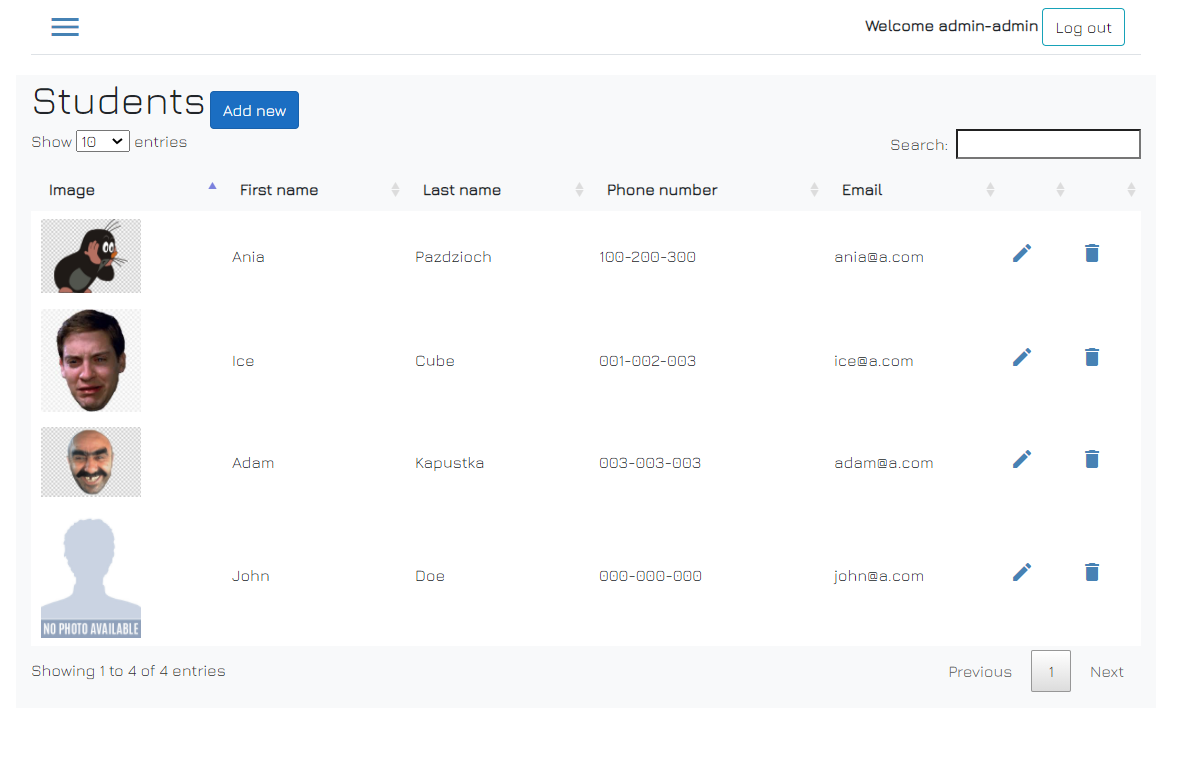 Welcome admin-admin Log out
Students Add new
Show 10 entries Search:
Image First name Last name Phone number Email
Ania Pazdzioch 100-200-300 ania@a.com
Ice Cube 001-002-003 ice@a.com
Adam Kapustka 003-003-003 adam@a.com
John Doe 000-000-000 john@a.com
NO PHOTO AVAILABLE
Showing 1 to 4 of 4 entries Previous 1 Next